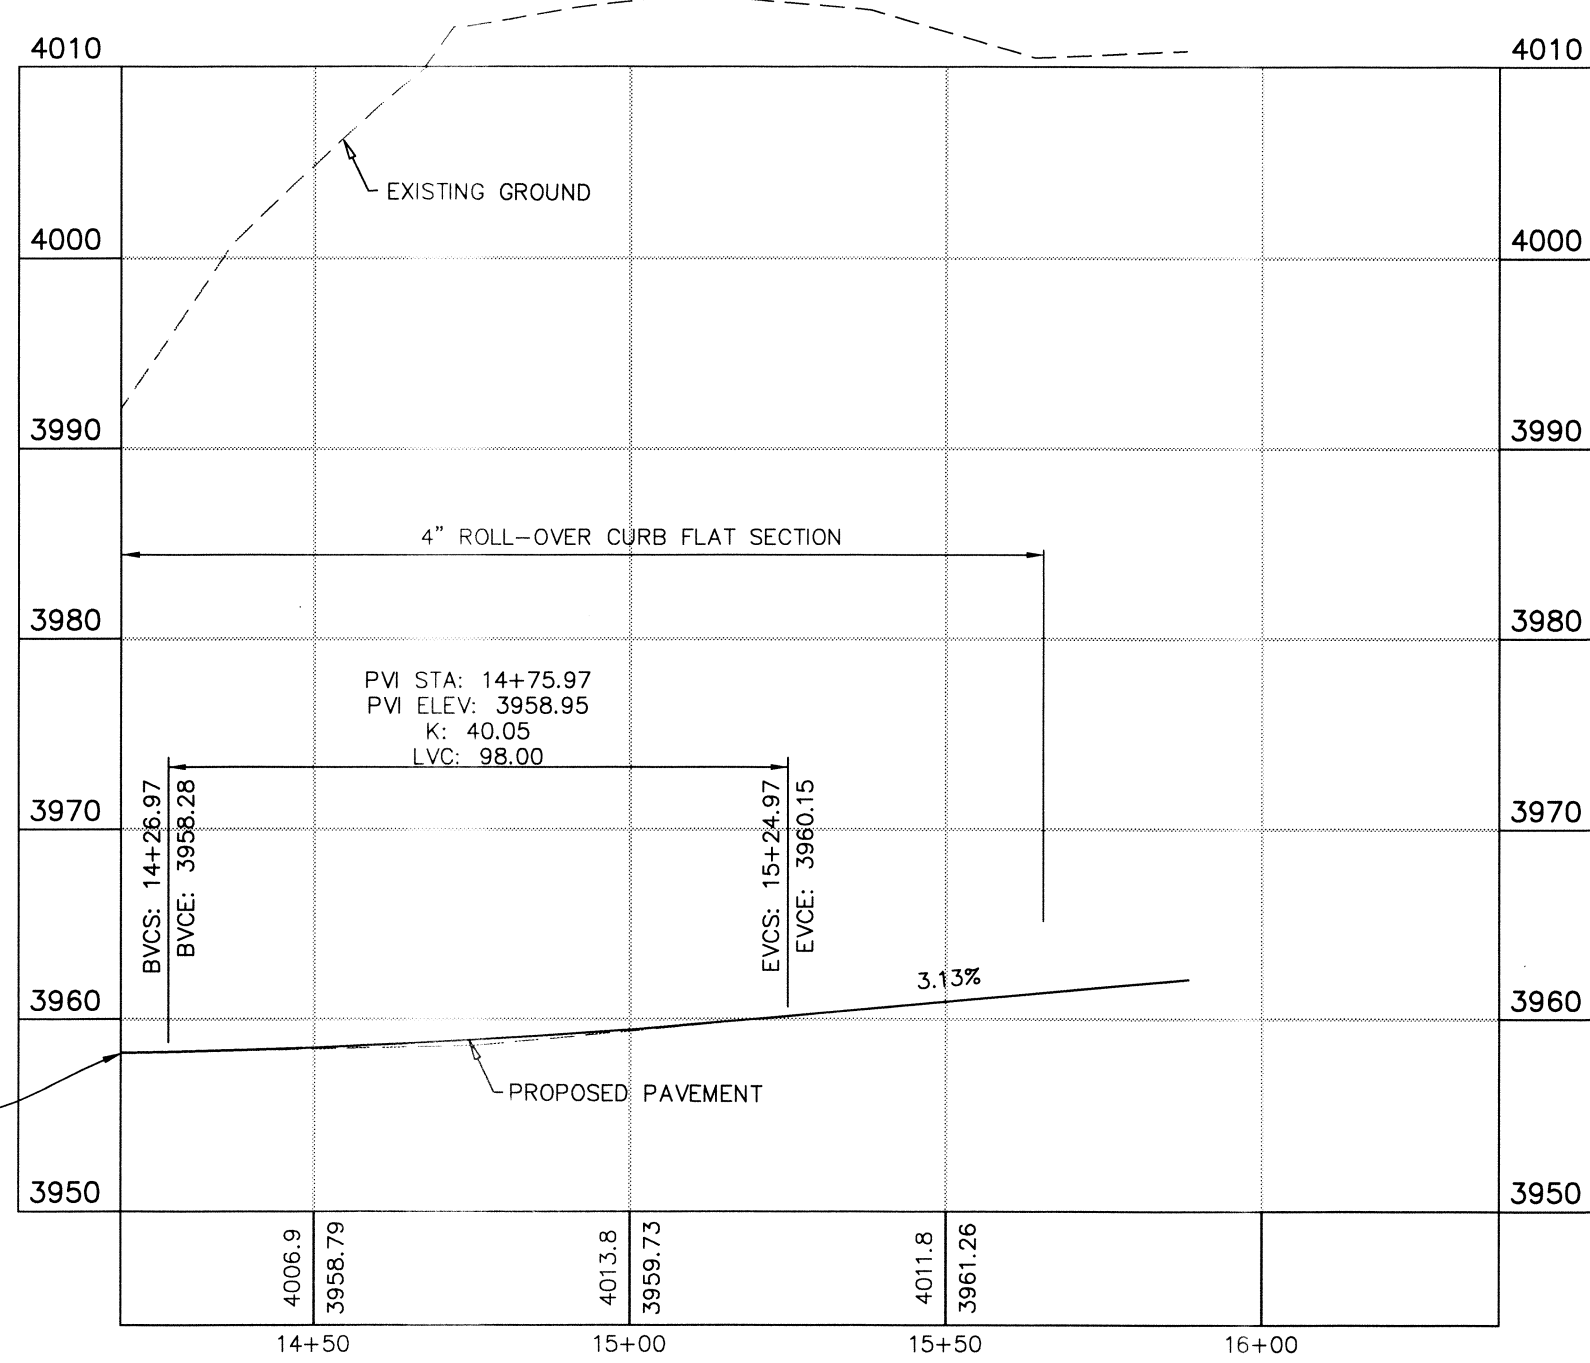 4010
4010
EXISTING GROUND
4000
4000
3990
3990
4" ROLL-OVER CURB FLAT SECTION
3980
3980
PVI STA: 14+75.97
PVI ELEV: 3958.95
K: 40.05
LVC: 98.00
BVCS: 14+26.97
BVCE: 3958.28
EVCS: 15+24.97
EVCE: 3960.15
3970
3970
3.13%
3960
3960
PROPOSED PAVEMENT
3950
3950
4006.9
3958.79
4013.8
3959.73
4011.8
3961.26
14+50
15+00
15+50
16+00